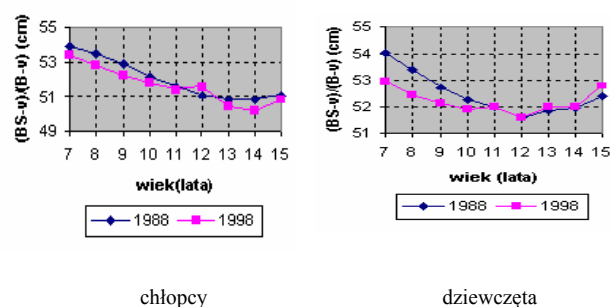 (BS-v)/(B-v) (cm)
55
53
51
49
7 8 9 10 11 12 13 14 15
wiek(lata)
1988 1998
chłopcy
(BS-v)/(B-v) (cm)
55
54
53
52
51
7 8 9 10 11 12 13 14 15
wiek (lata)
1988 1998
dziewczęta